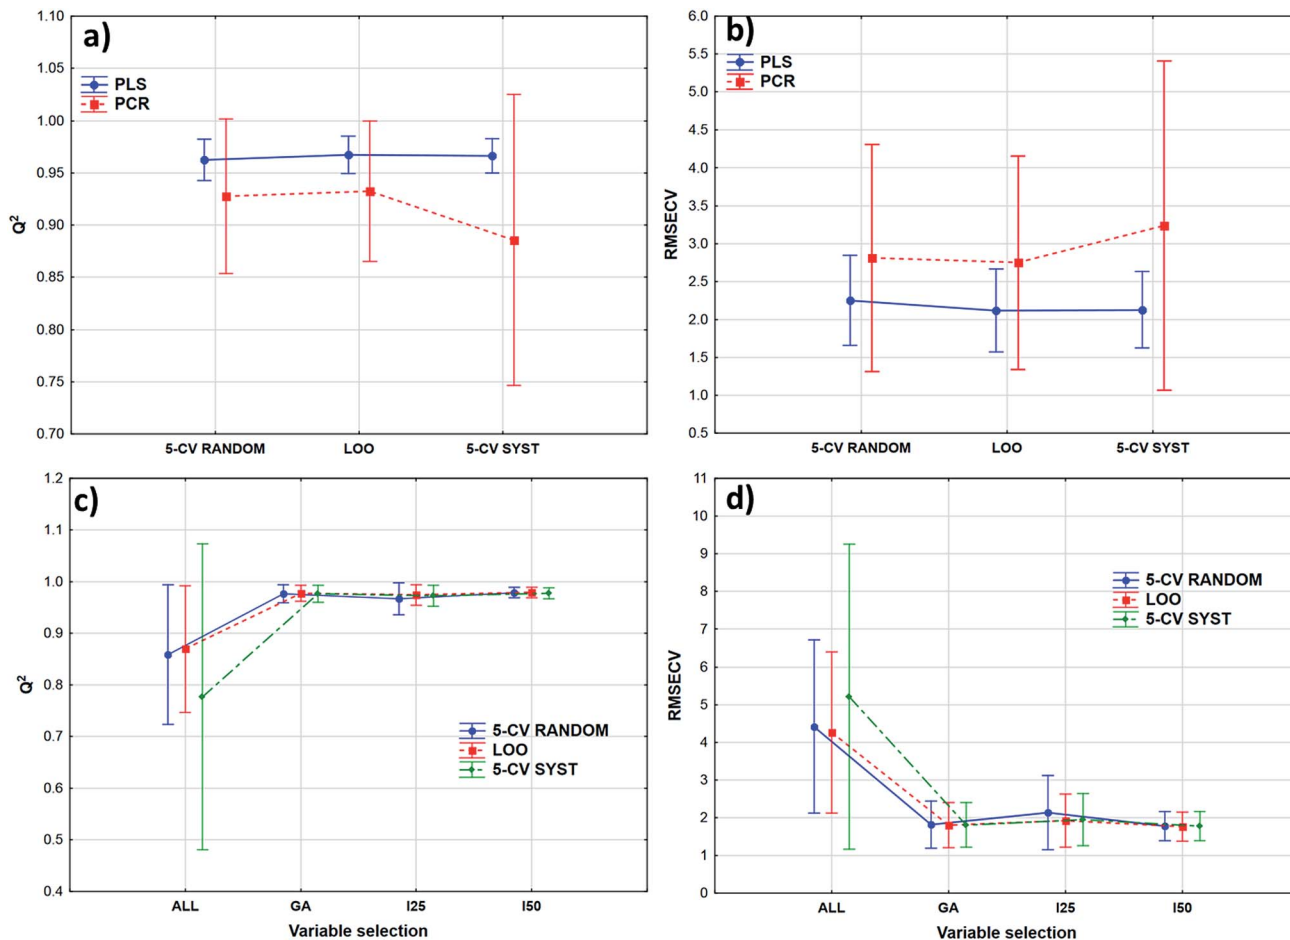 a)
1.10
1.05
1.00
0.95
0.90
0.85
0.80
0.75
0.70
Q²
PLS
PCR
5-CV RANDOM LOO 5-CV SYST
b)
6.0
5.5
5.0
4.5
4.0
3.5
3.0
2.5
2.0
1.5
1.0
0.5
RMSECV
PLS
PCR
5-CV RANDOM LOO 5-CV SYST
c)
1.2
1.1
1.0
0.9
0.8
0.7
0.6
0.5
0.4
Q²
5-CV RANDOM
LOO
5-CV SYST
ALL GA I25 I50
Variable selection
d)
11
10
9
8
7
6
5
4
3
2
1
0
RMSECV
5-CV RANDOM
LOO
5-CV SYST
ALL GA I25 I50
Variable selection